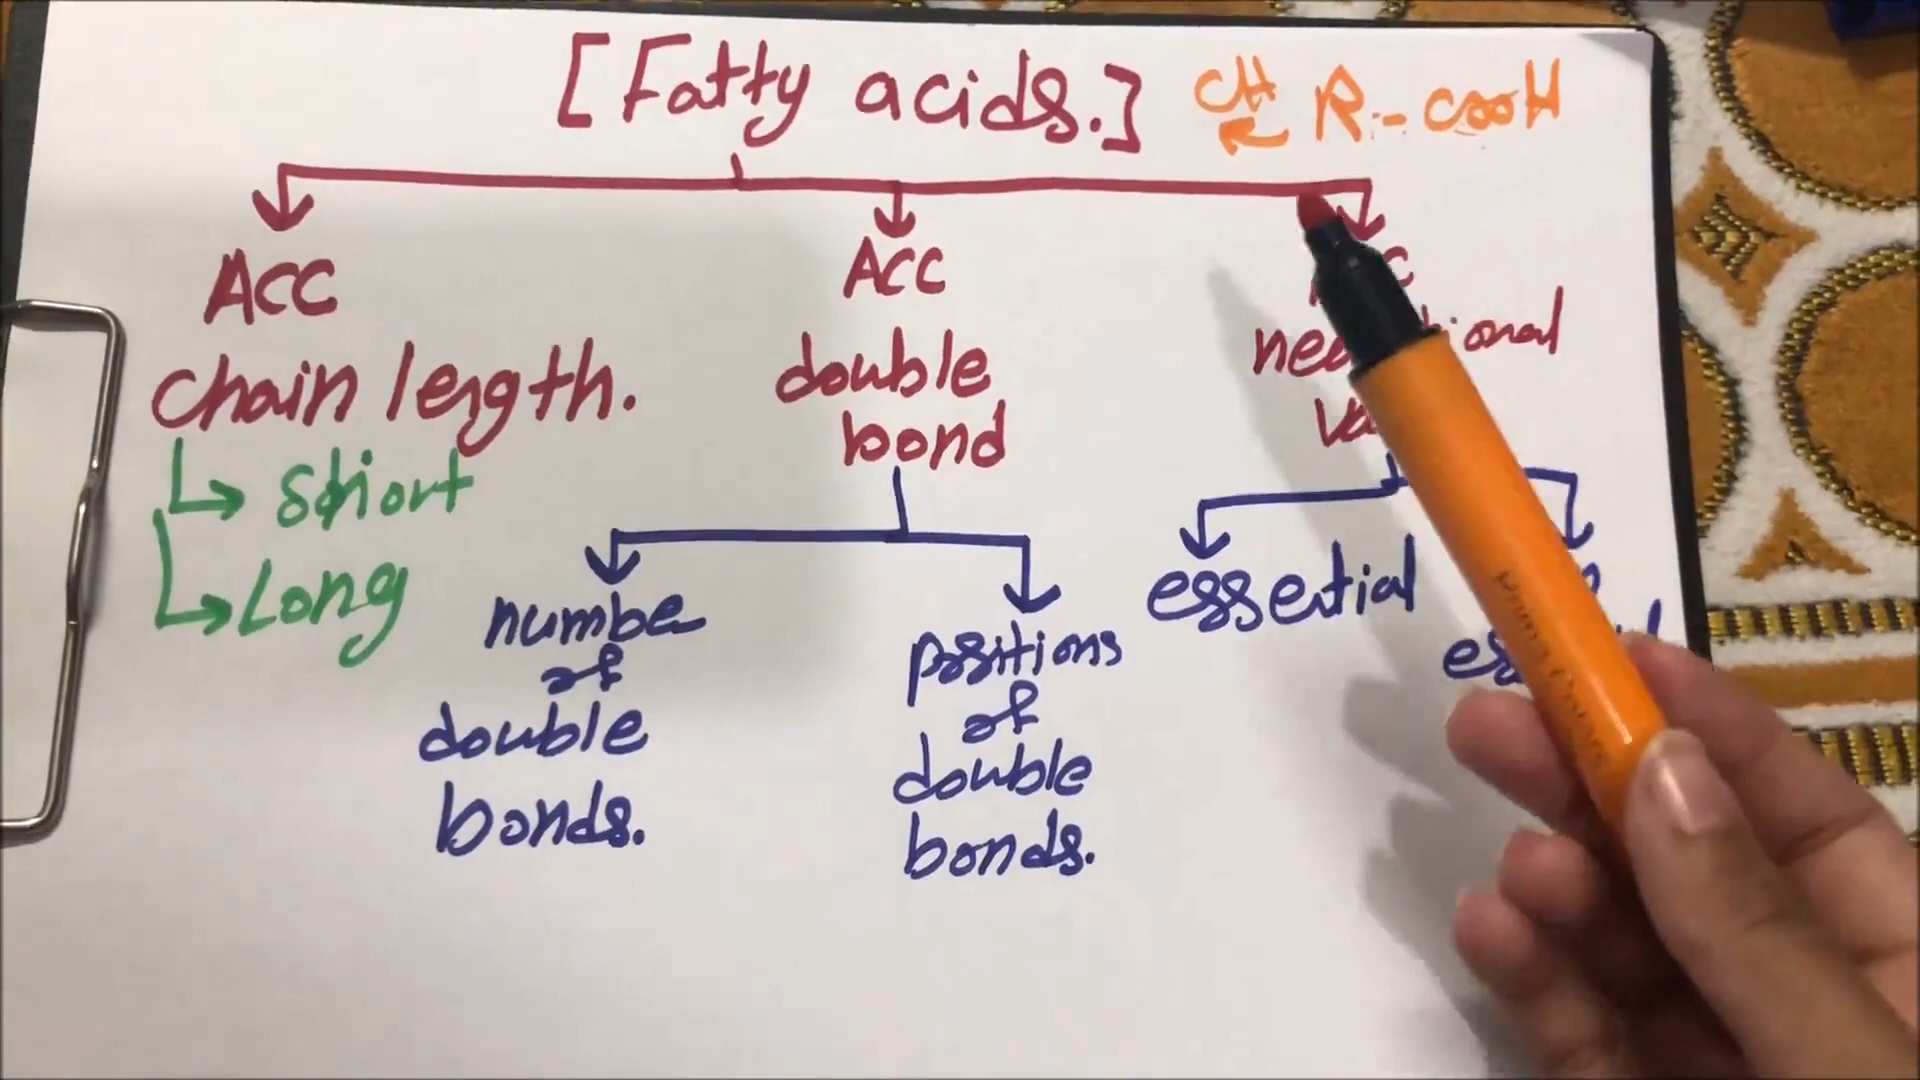 [Fatty acids.] CH R - COOH
ACC
chain length.
Short
Long
ACC
double
bond
number
of
double
bonds.
positions
of
double
bonds.
essential